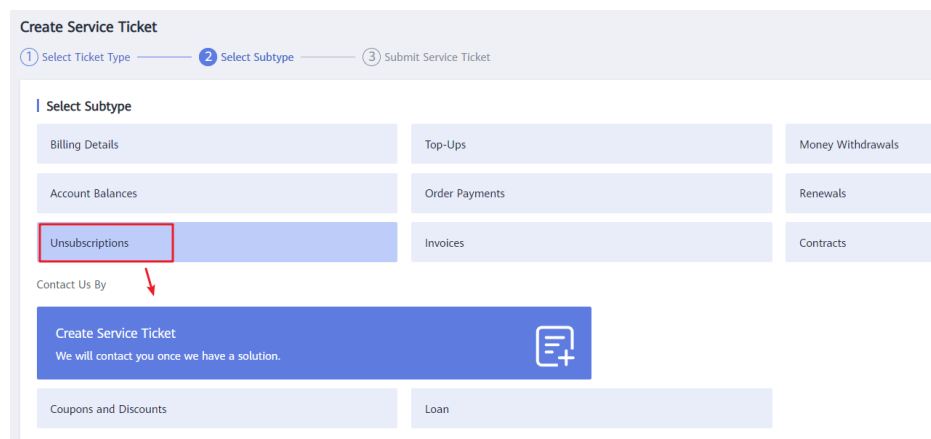 Create Service Ticket
1 Select Ticket Type 2 Select Subtype 3 Submit Service Ticket
Select Subtype
Billing Details Top-Ups Money Withdrawals
Account Balances Order Payments Renewals
Unsubscriptions Invoices Contracts
Contact Us By
Create Service Ticket
We will contact you once we have a solution.
Coupons and Discounts Loan